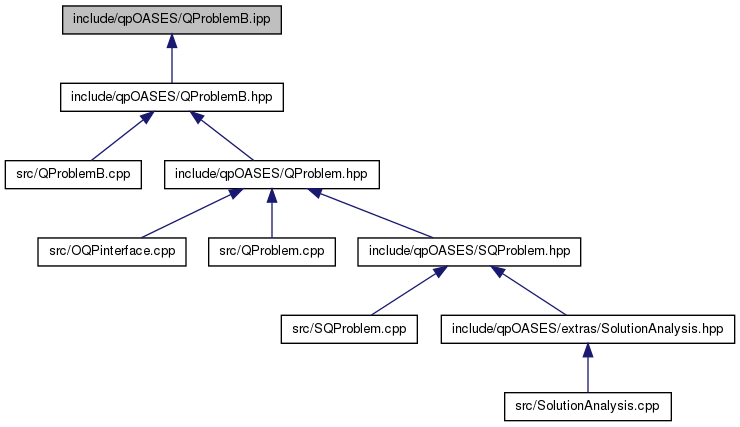 include/qpOASES/QProblemB.ipp
include/qpOASES/QProblemB.hpp
src/QProblemB.cpp
include/qpOASES/QProblem.hpp
src/OQPinterface.cpp
src/QProblem.cpp
include/qpOASES/SQProblem.hpp
src/SQProblem.cpp
include/qpOASES/extras/SolutionAnalysis.hpp
src/SolutionAnalysis.cpp